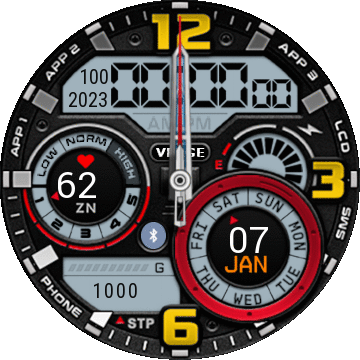 12
APP 2
APP 3
100
2023
00:00 00
AM PM
APP 1
LCD
LOW NORM HIGH
62
ZN
1 2 3 4 5
E
3
SMS
FRI SAT SUN MON TUE WED THU
07
JAN
G
1000
PHONE
STP
6